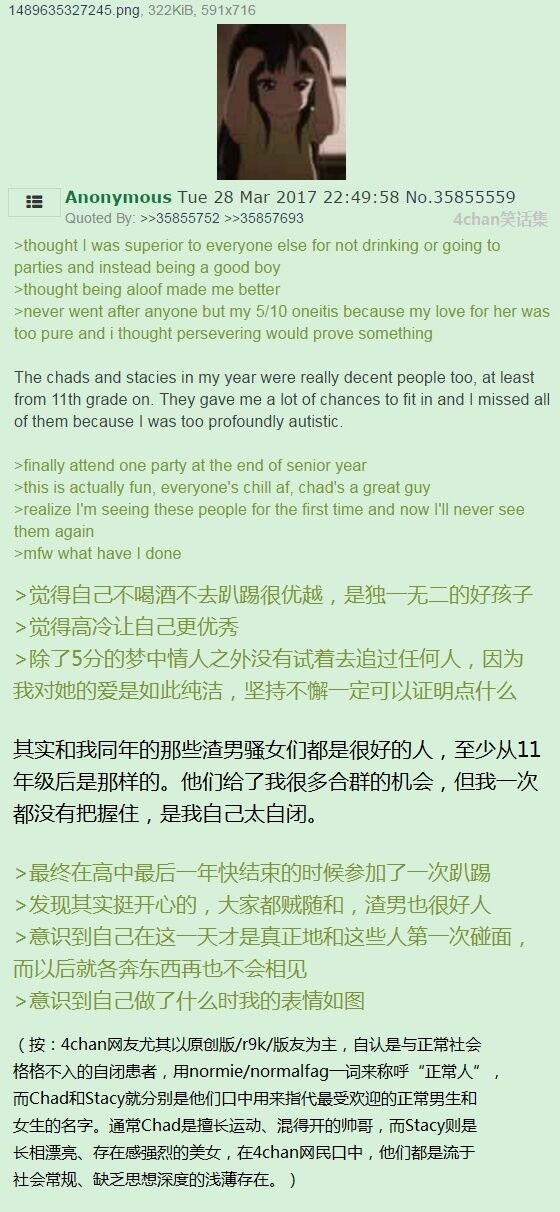 1489635327245.png, 322KiB, 591x716
Anonymous Tue 28 Mar 2017 22:49:58 No.35855559
Quoted By: >>35855752 >>35857693
4chan笑话集
>thought I was superior to everyone else for not drinking or going to
parties and instead being a good boy
>thought being aloof made me better
>never went after anyone but my 5/10 oneitis because my love for her was
too pure and i thought persevering would prove something
The chads and stacies in my year were really decent people too, at least
from 11th grade on. They gave me a lot of chances to fit in and I missed all
of them because I was too profoundly autistic.
>finally attend one party at the end of senior year
>this is actually fun, everyone's chill af, chad's a great guy
>realize I'm seeing these people for the first time and now I'll never see
them again
>mfw what have I done
>觉得自己不喝酒不去趴踢很优越，是独一无二的好孩子
>觉得高冷让自己更优秀
>除了5分的梦中情人之外没有试着去追过任何人，因为
我对她的爱是如此纯洁，坚持不懈一定可以证明点什么
其实和我同年的那些渣男骚女们都是很好的人，至少从11
年级后是那样的。他们给了我很多合群的机会，但我一次
都没有把握住，是我自己太自闭。
>最终在高中最后一年快结束的时候参加了一次趴踢
>发现其实挺开心的，大家都贼随和，渣男也很好人
>意识到自己在这一天才是真正地和这些人第一次碰面，
而以后就各奔东西再也不会相见
>意识到自己做了什么时我的表情如图
（按：4chan网友尤其以原创版/r9k/版友为主，自认是与正常社会
格格不入的自闭患者，用normie/normalfag一词来称呼“正常人”，
而Chad和Stacy就分别是他们口中用来指代最受欢迎的正常男生和
女生的名字。通常Chad是擅长运动、混得开的帅哥，而Stacy则是
长相漂亮、存在感强烈的美女，在4chan网民口中，他们都是流于
社会常规、缺乏思想深度的浅薄存在。）